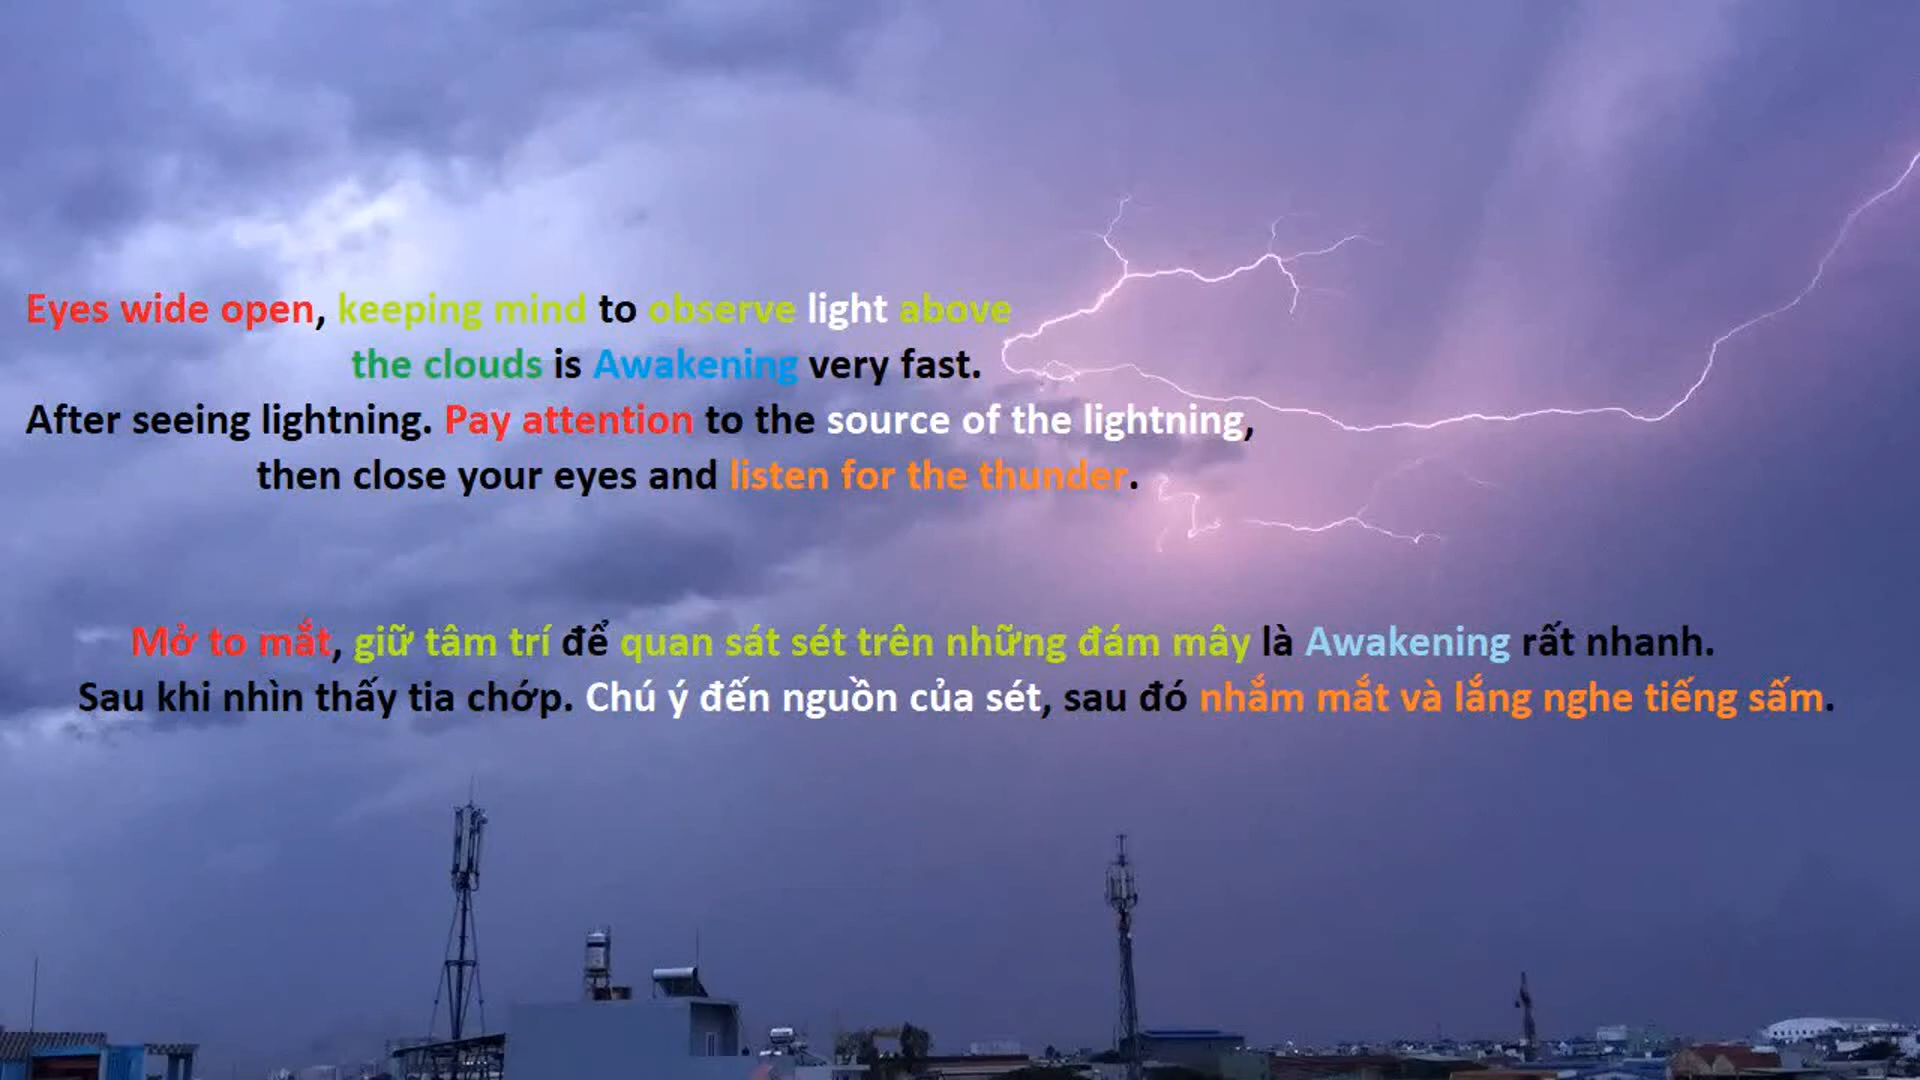 Eyes wide open, keeping mind to observe light above
the clouds is Awakening very fast.
After seeing lightning. Pay attention to the source of the lightning,
then close your eyes and listen for the thunder.
Mở to mắt, giữ tâm trí để quan sát sét trên những đám mây là Awakening rất nhanh.
Sau khi nhìn thấy tia chớp. Chú ý đến nguồn của sét, sau đó nhắm mắt và lắng nghe tiếng sấm.